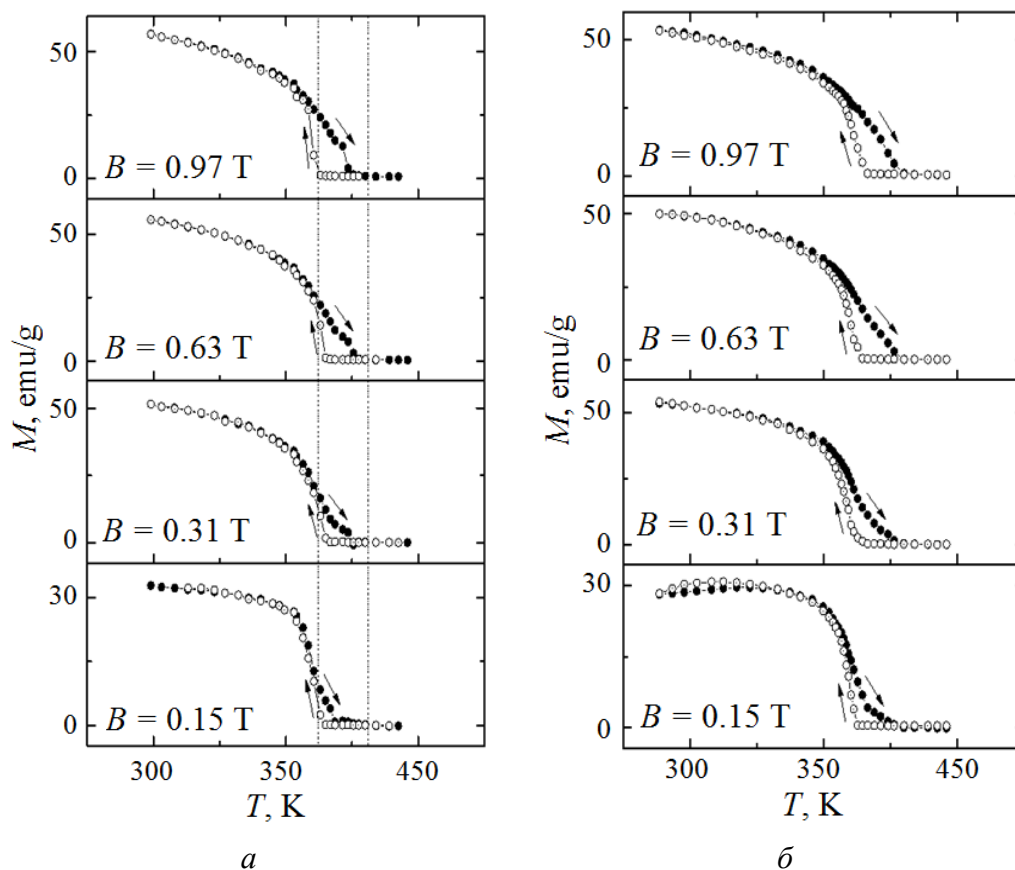 50
0
B = 0.97 T
50
0
B = 0.63 T
50
0
B = 0.31 T
30
0
B = 0.15 T
M, emu/g
300 350 450
T, K
а
50
0
B = 0.97 T
50
0
B = 0.63 T
50
0
B = 0.31 T
30
0
B = 0.15 T
M, emu/g
300 350 450
T, K
б